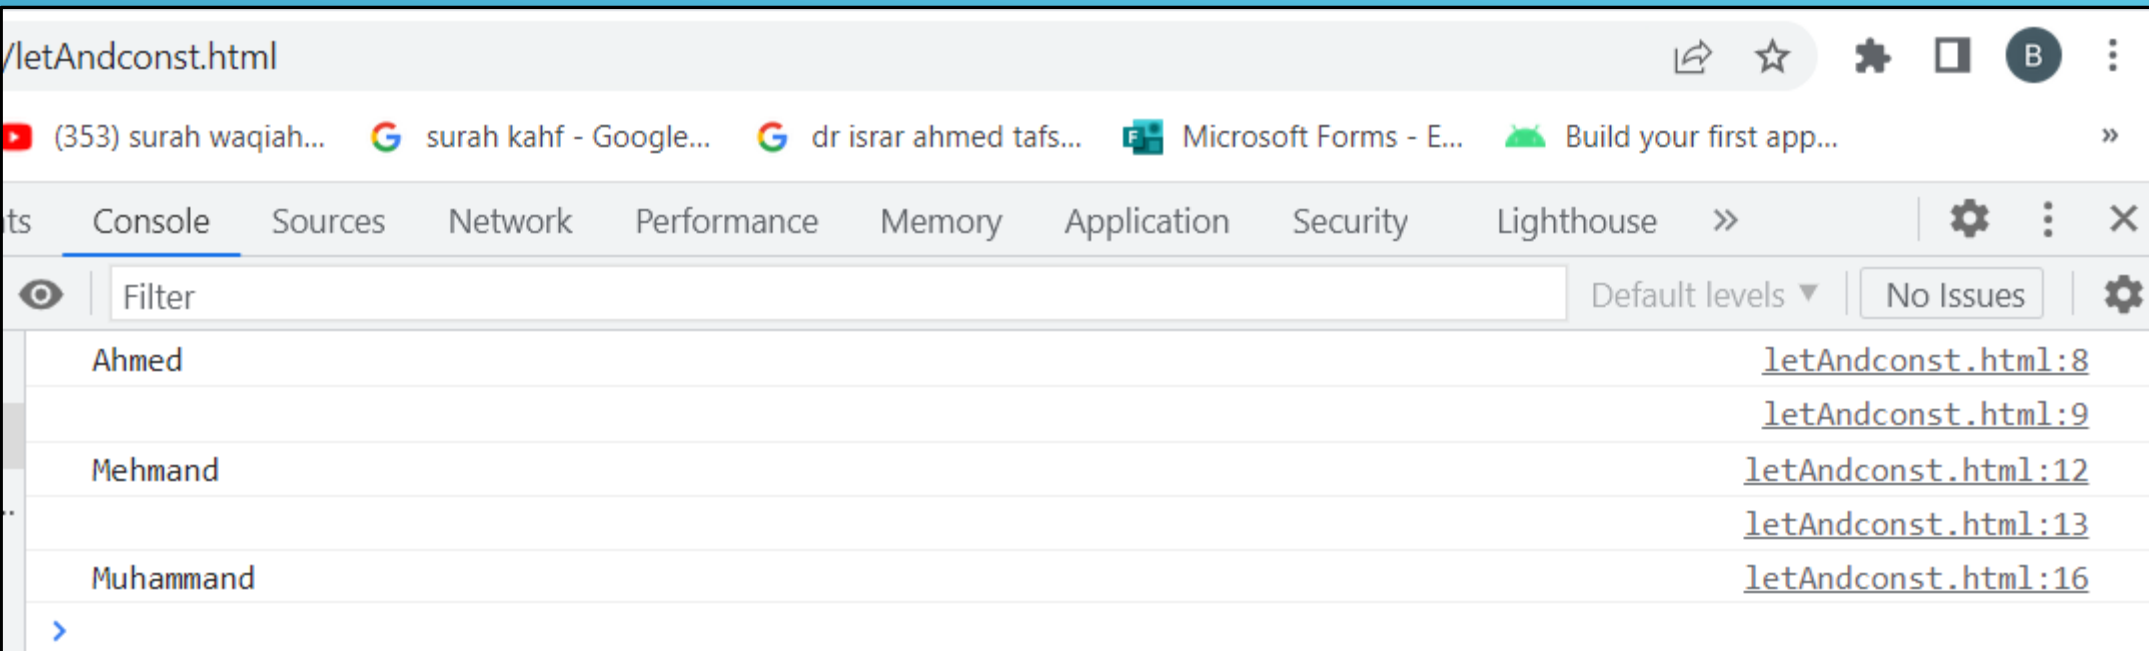 /letAndconst.html B
(353) surah waqiah... surah kahf - Google... dr israr ahmed tafs... Microsoft Forms - E... Build your first app... »
ts Console Sources Network Performance Memory Application Security Lighthouse »
Filter Default levels ▼ No Issues
Ahmed letAndconst.html:8
letAndconst.html:9
Mehmand letAndconst.html:12
letAndconst.html:13
Muhammand letAndconst.html:16